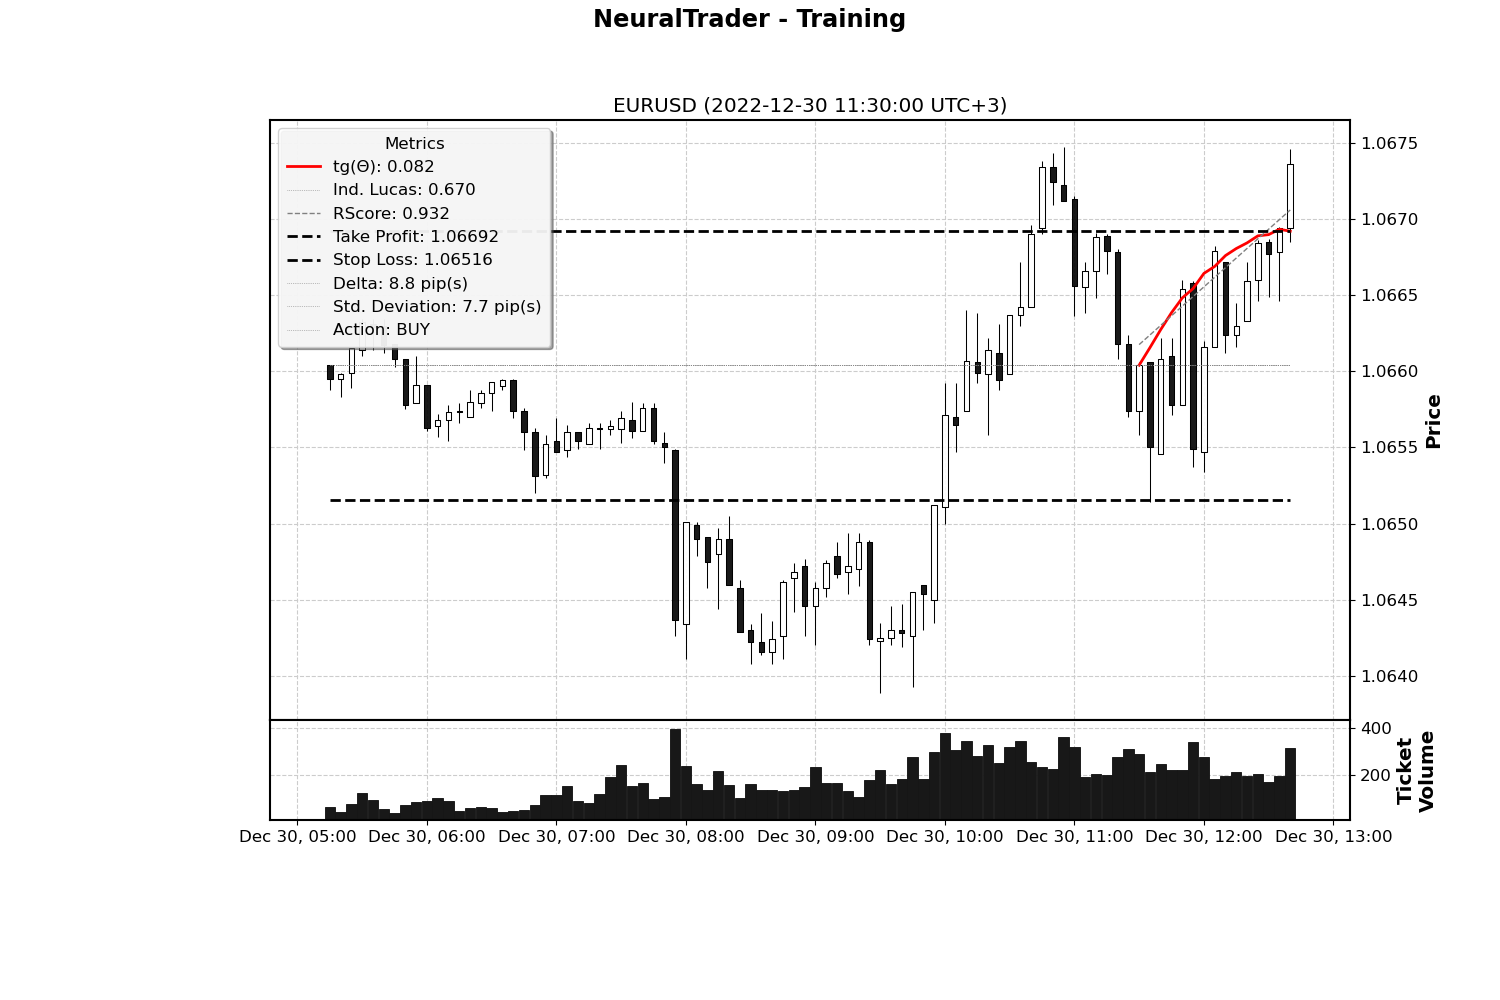 NeuralTrader - Training
EURUSD (2022-12-30 11:30:00 UTC+3)
Metrics
tg(Θ): 0.082
Ind. Lucas: 0.670
RScore: 0.932
Take Profit: 1.06692
Stop Loss: 1.06516
Delta: 8.8 pip(s)
Std. Deviation: 7.7 pip(s)
Action: BUY
1.0675
1.0670
1.0665
1.0660
1.0655
1.0650
1.0645
1.0640
Price
400
200
Ticket
Volume
Dec 30, 05:00 Dec 30, 06:00 Dec 30, 07:00 Dec 30, 08:00 Dec 30, 09:00 Dec 30, 10:00 Dec 30, 11:00 Dec 30, 12:00 Dec 30, 13:00